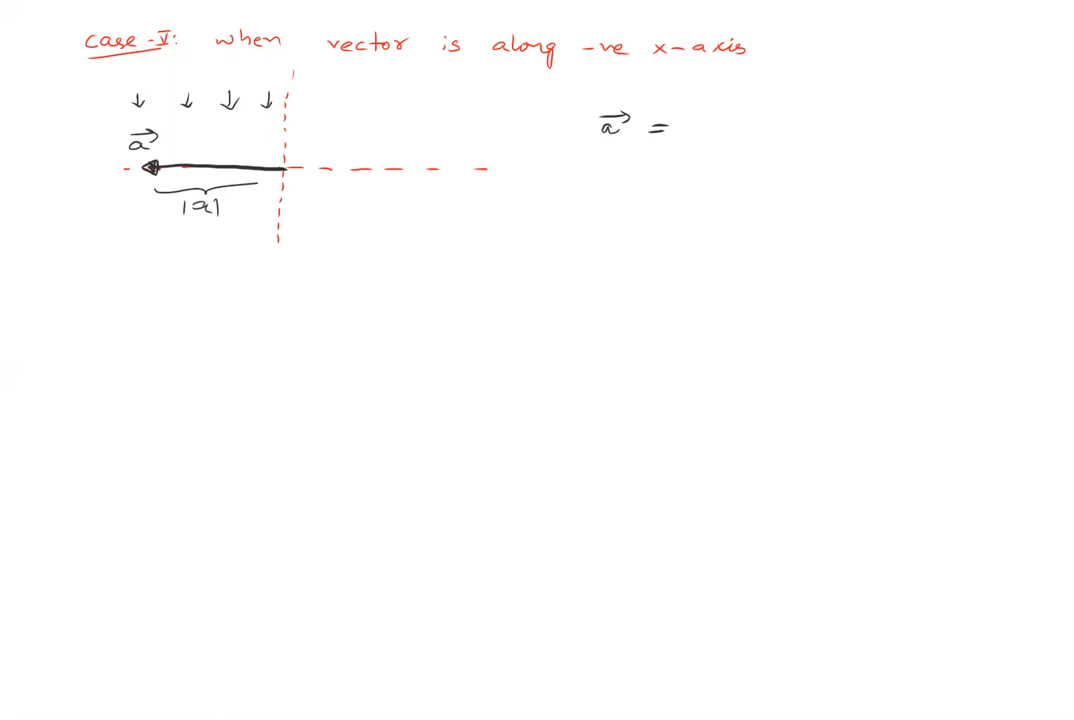 Case-V: when vector is along -ve x-axis
↓ ↓ ↓ ↓
a⃗ =
a⃗
|a|